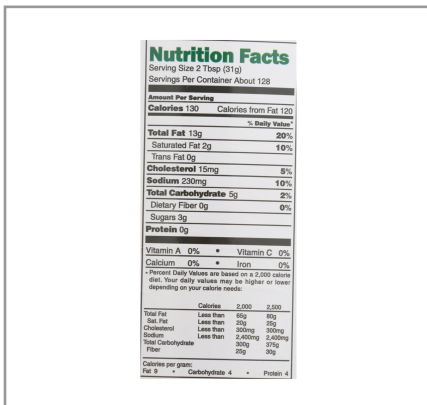 Nutrition Facts
Serving Size 2 Tbsp (31g)
Servings Per Container About 128
Amount Per Serving
Calories 130 Calories from Fat 120
% Daily Value*
Total Fat 13g 20%
Saturated Fat 2g 10%
Trans Fat 0g
Cholesterol 15mg 5%
Sodium 230mg 10%
Total Carbohydrate 5g 2%
Dietary Fiber 0g 0%
Sugars 3g
Protein 0g
Vitamin A 0% • Vitamin C 0%
Calcium 0% • Iron 0%
* Percent Daily Values are based on a 2,000 calorie
diet. Your daily values may be higher or lower
depending on your calorie needs:
Calories 2,000 2,500
Total Fat Less than 65g 80g
Sat. Fat Less than 20g 25g
Cholesterol Less than 300mg 300mg
Sodium Less than 2,400mg 2,400mg
Total Carbohydrate 300g 375g
Fiber 25g 30g
Calories per gram:
Fat 9 • Carbohydrate 4 • Protein 4